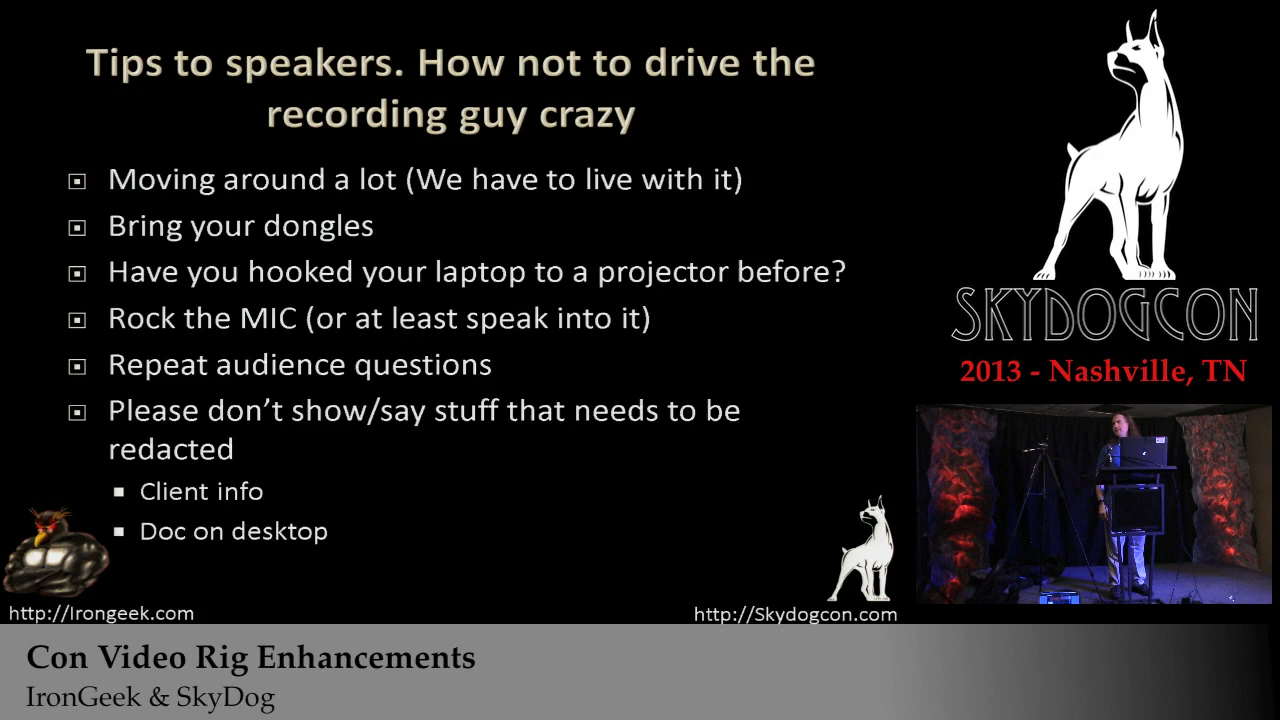 Tips to speakers. How not to drive the
recording guy crazy
Moving around a lot (We have to live with it)
Bring your dongles
Have you hooked your laptop to a projector before?
Rock the MIC (or at least speak into it)
Repeat audience questions
Please don’t show/say stuff that needs to be
redacted
Client info
Doc on desktop
http://Irongeek.com
http://Skydogcon.com
SKYDOGCON
2013 - Nashville, TN
Con Video Rig Enhancements
IronGeek & SkyDog